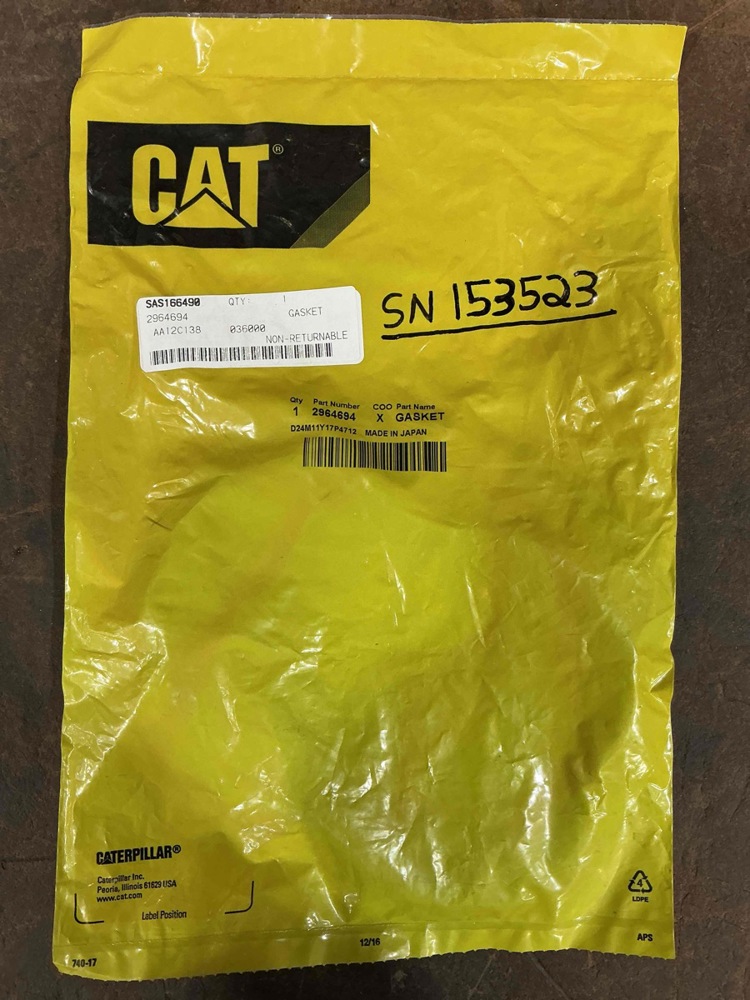 CAT®
SAS166490 QTY: 1
2964694 GASKET
AA12C138 036000
NON-RETURNABLE
SN 153523
Qty Part Number COO Part Name
1 2964694 X GASKET
D24M11Y17P4712 MADE IN JAPAN
CATERPILLAR®
Caterpillar Inc.
Peoria, Illinois 61629 USA
www.cat.com
Label Position
4
LDPE
740-17 12/16 APS